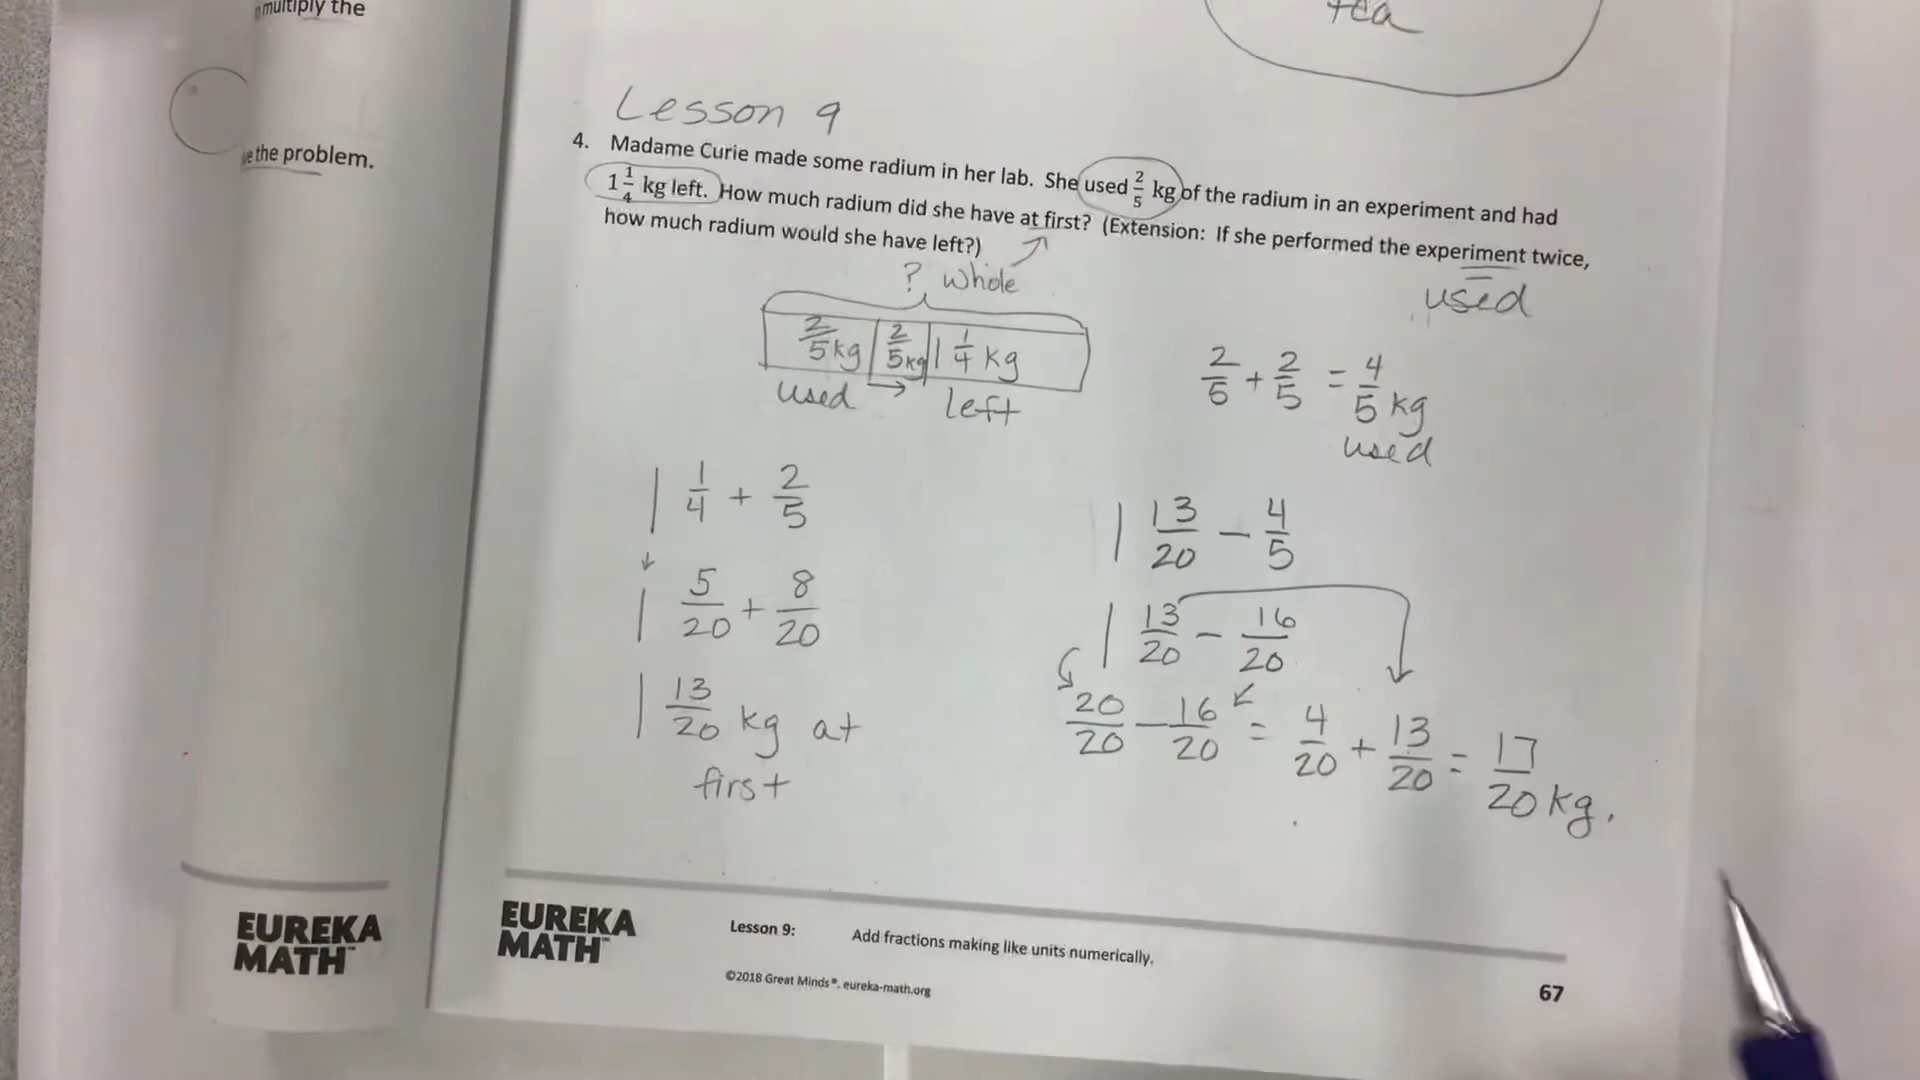 multiply the
the problem.
tea
Lesson 9
4. Madame Curie made some radium in her lab. She used 2/5 kg of the radium in an experiment and had
1 1/4 kg left. How much radium did she have at first? (Extension: If she performed the experiment twice,
how much radium would she have left?)
? whole
used
2/5 kg 2/5 kg 1 1/4 kg
used → left
2/5 + 2/5 = 4/5 kg
used
1 1/4 + 2/5
1 5/20 + 8/20
1 13/20 kg at
first
1 13/20 - 4/5
1 13/20 - 16/20
20/20 - 16/20 = 4/20 + 13/20 = 17/20 kg.
EUREKA
MATH™
EUREKA
MATH™
Lesson 9: Add fractions making like units numerically.
©2018 Great Minds®. eureka-math.org
67